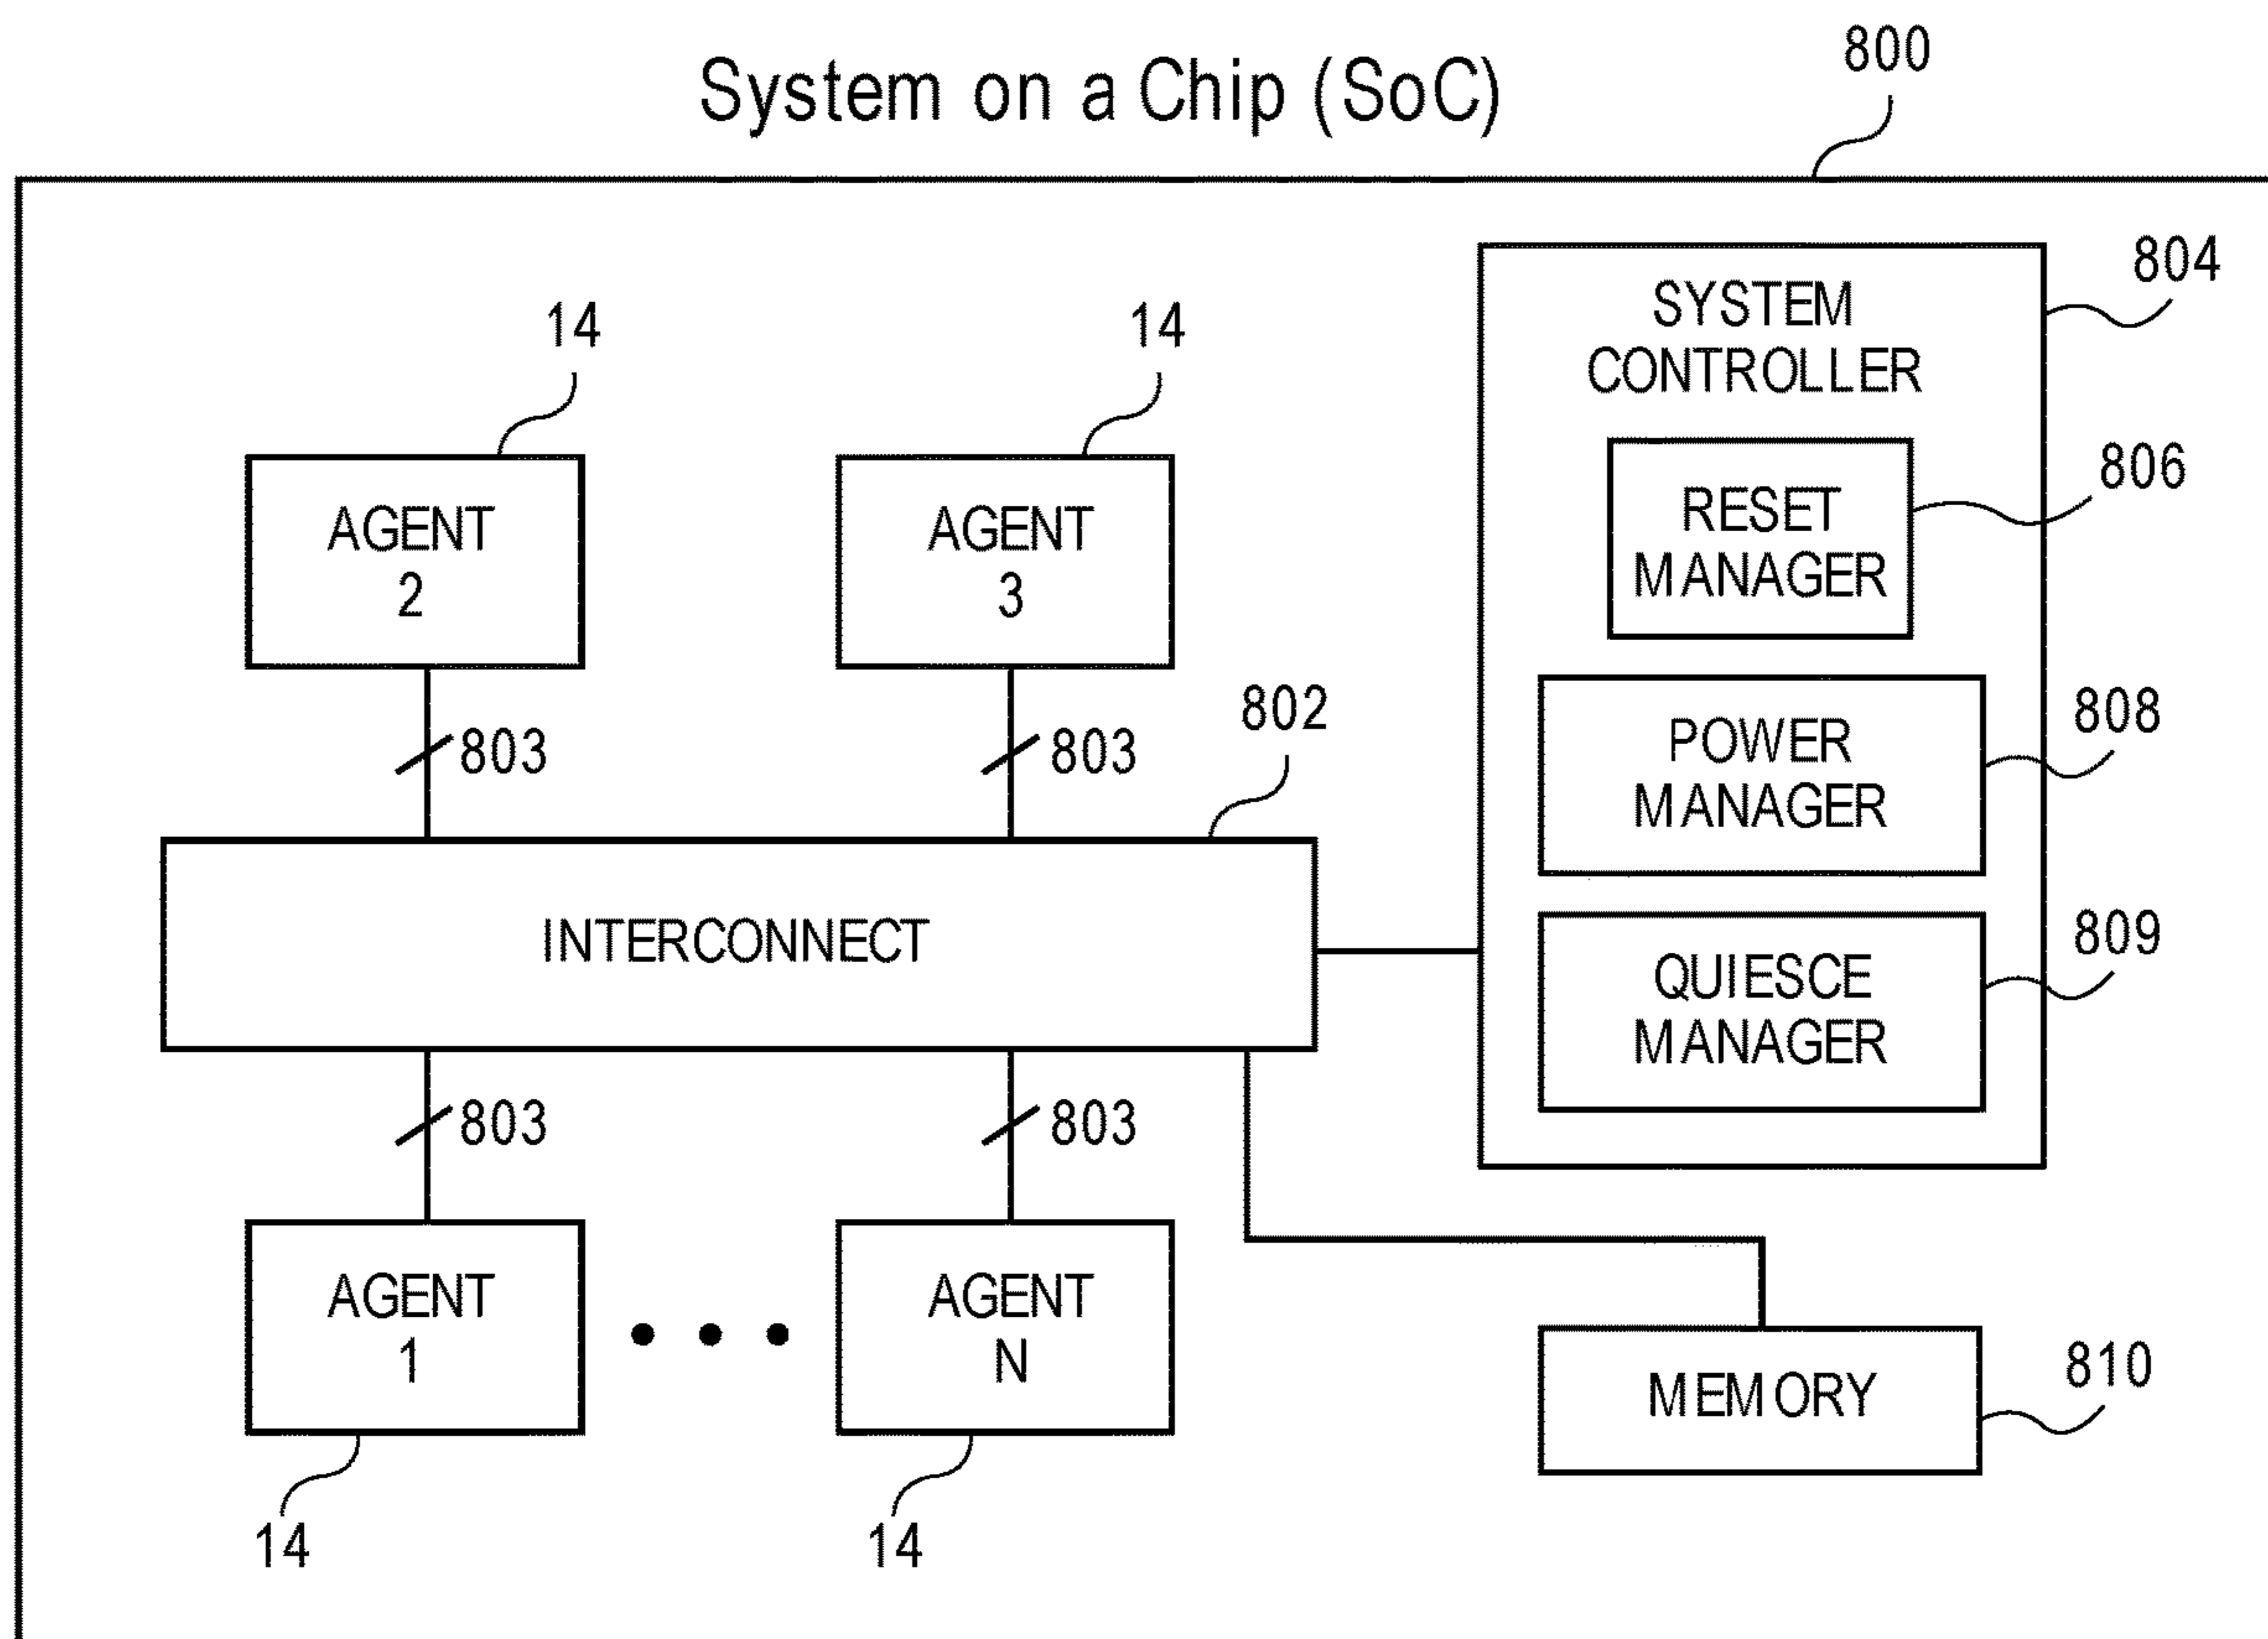 800
System on a Chip (SoC)
804
SYSTEM
CONTROLLER
14
14
806
RESET
MANAGER
AGENT
2
AGENT
3
802
808
POWER
MANAGER
803
803
INTERCONNECT
809
QUIESCE
MANAGER
803
803
AGENT
1
AGENT
N
810
MEMORY
14
14